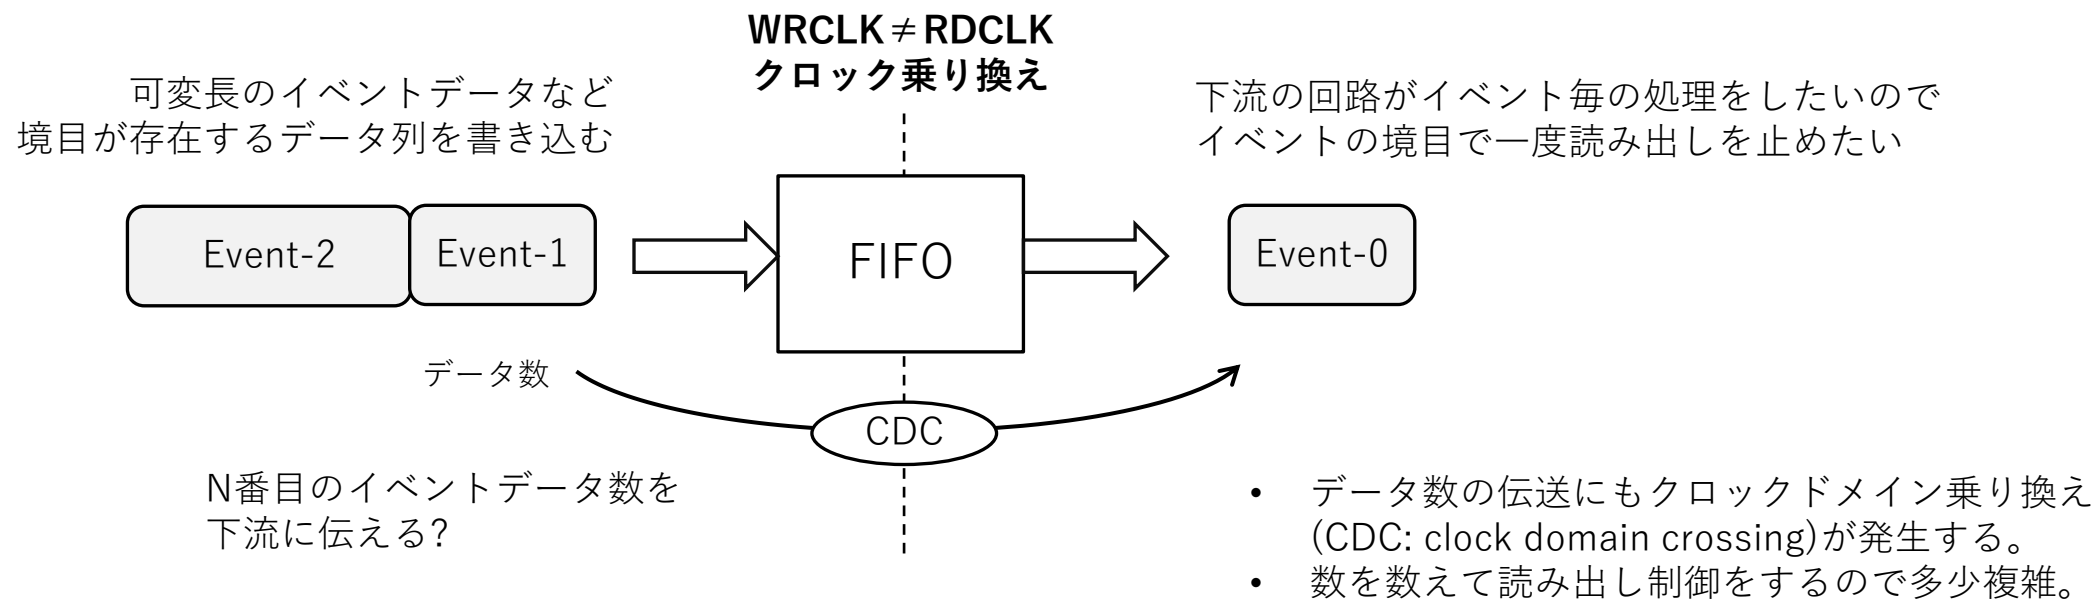 WRCLK≠RDCLK
クロック乗り換え
可変長のイベントデータなど
境目が存在するデータ列を書き込む
下流の回路がイベント毎の処理をしたいので
イベントの境目で一度読み出しを止めたい
Event-2
Event-1
FIFO
Event-0
データ数
CDC
N番目のイベントデータ数を
下流に伝える?
• データ数の伝送にもクロックドメイン乗り換え
(CDC: clock domain crossing)が発生する。
• 数を数えて読み出し制御をするので多少複雑。